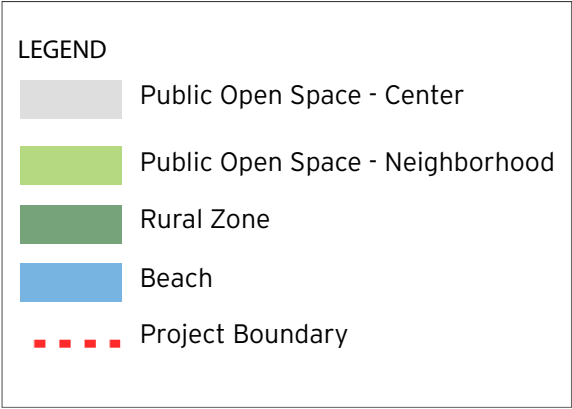 LEGEND
Public Open Space - Center
Public Open Space - Neighborhood
Rural Zone
Beach
Project Boundary